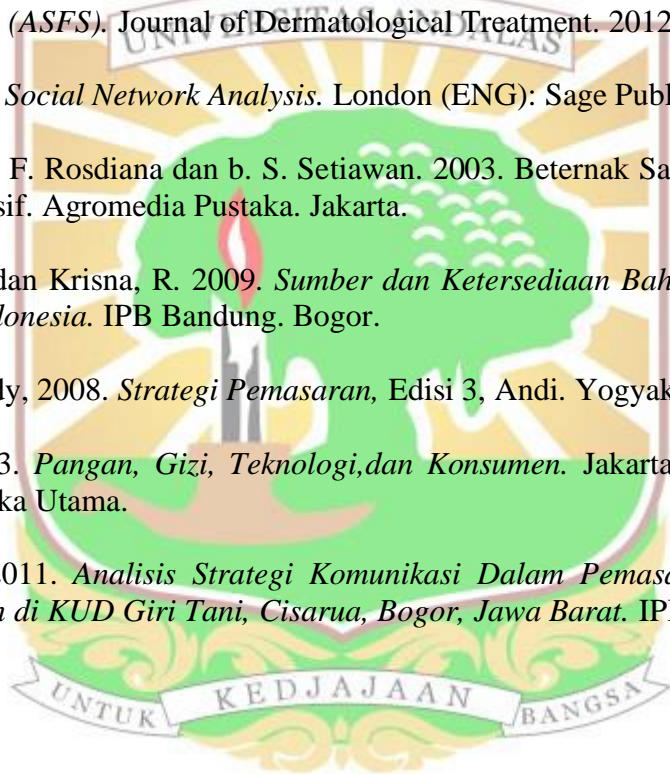 (ASFS). Journal of Dermatological Treatment. 2012
UNIVERSITAS ANDALAS
Social Network Analysis. London (ENG): Sage Publ
F. Rosdiana dan b. S. Setiawan. 2003. Beternak Sa
sif. Agromedia Pustaka. Jakarta.
dan Krisna, R. 2009. Sumber dan Ketersediaan Bah
donesia. IPB Bandung. Bogor.
dy, 2008. Strategi Pemasaran, Edisi 3, Andi. Yogyak
3. Pangan, Gizi, Teknologi,dan Konsumen. Jakarta
ka Utama.
2011. Analisis Strategi Komunikasi Dalam Pemasa
n di KUD Giri Tani, Cisarua, Bogor, Jawa Barat. IP
UNTUK KEDJAJAAN BANGSA